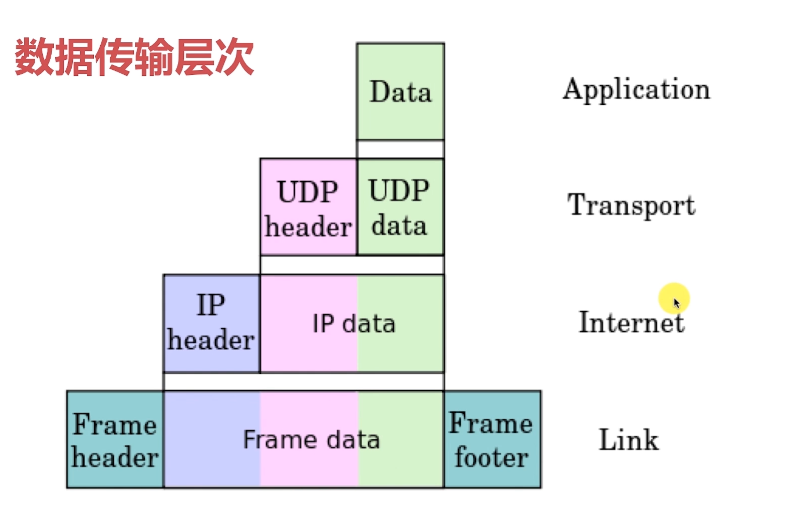 数据传输层次
Data
Application
UDP
header
UDP
data
Transport
IP
header
IP data
Internet
Frame
header
Frame data
Frame
footer
Link